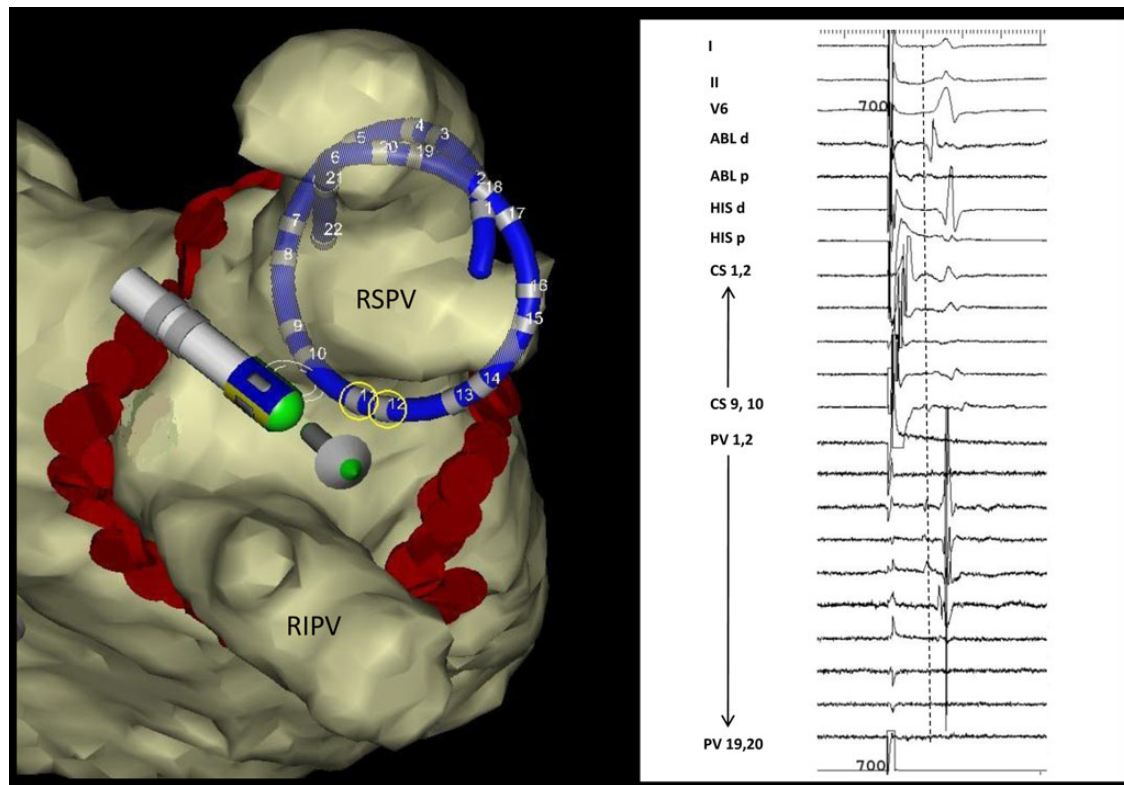 4
3
5
20
19
6
21
2
18
1
17
7
22
8
RSPV
16
15
9
10
14
11
12
13
RIPV
I
II
V6
700
ABL d
ABL p
HIS d
HIS p
CS 1,2
CS 9, 10
PV 1,2
PV 19,20
700